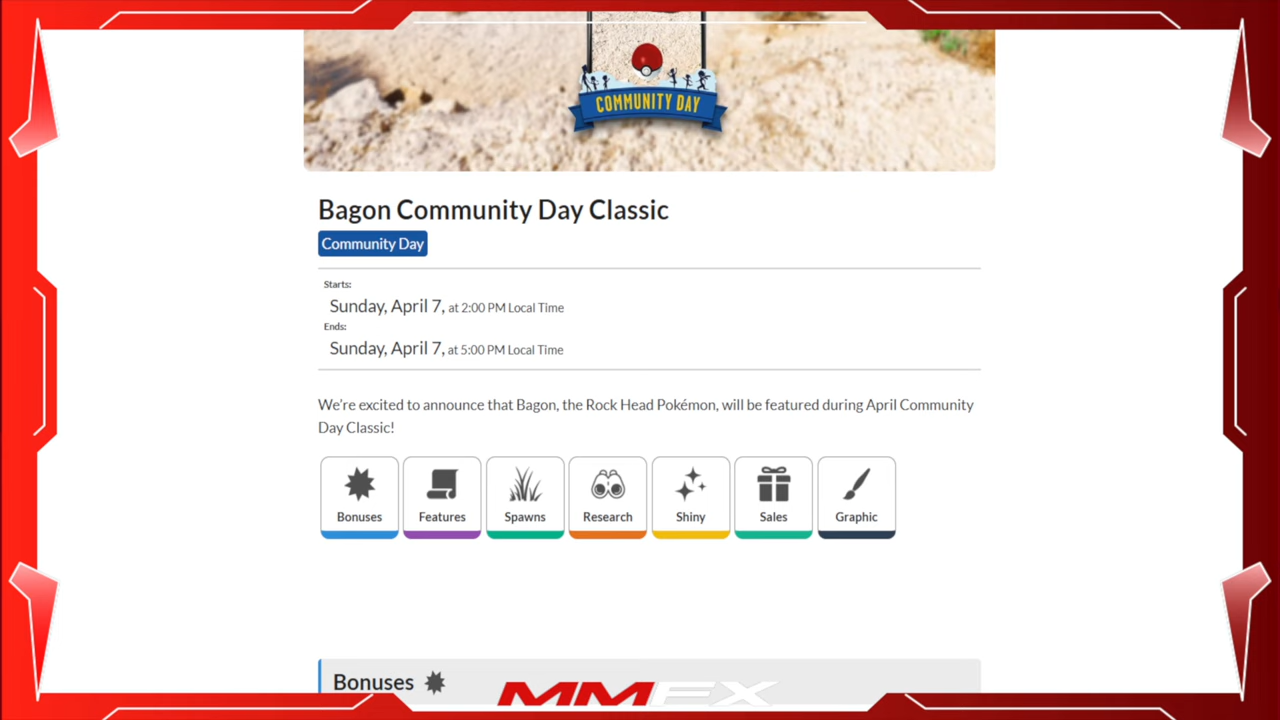 COMMUNITY DAY
Bagon Community Day Classic
Community Day
Starts:
Sunday, April 7, at 2:00 PM Local Time
Ends:
Sunday, April 7, at 5:00 PM Local Time
We’re excited to announce that Bagon, the Rock Head Pokémon, will be featured during April Community
Day Classic!
Bonuses Features Spawns Research Shiny Sales Graphic
Bonuses
MMFX